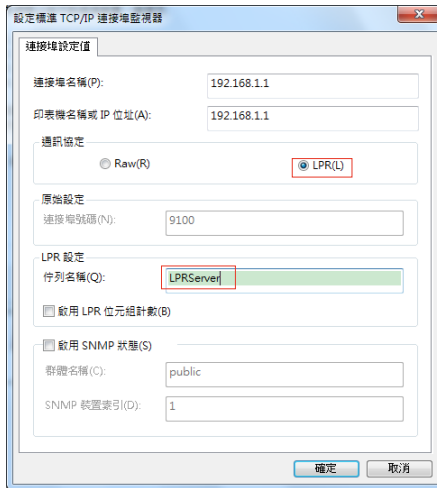 設定標準 TCP/IP 連接埠監視器
連接埠設定值
連接埠名稱(P): 192.168.1.1
印表機名稱或 IP 位址(A): 192.168.1.1
通訊協定
Raw(R) LPR(L)
原始設定
連接埠號碼(N): 9100
LPR 設定
佇列名稱(Q): LPRServer
啟用 LPR 位元組計數(B)
啟用 SNMP 狀態(S)
群體名稱(C): public
SNMP 裝置索引(D): 1
確定 取消